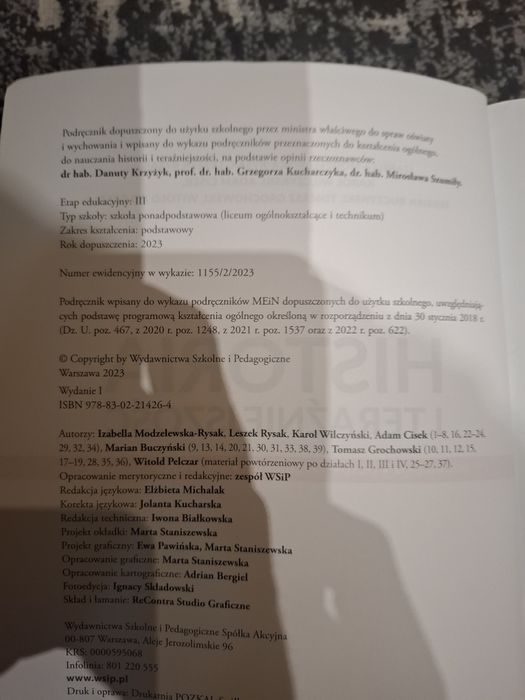 Podręcznik dopuszczony do użytku szkolnego przez ministra właściwego do spraw oświaty
i wychowania i wpisany do wykazu podręczników przeznaczonych do kształcenia ogólnego,
do nauczania historii i teraźniejszości, na podstawie opinii rzeczoznawców:
dr hab. Danuty Krzyżyk, prof. dr. hab. Grzegorza Kucharczyka, dr. hab. Mirosława Szumiły.
Etap edukacyjny: III
Typ szkoły: szkoła ponadpodstawowa (liceum ogólnokształcące i technikum)
Zakres kształcenia: podstawowy
Rok dopuszczenia: 2023
Numer ewidencyjny w wykazie: 1155/2/2023
Podręcznik wpisany do wykazu podręczników MEiN dopuszczonych do użytku szkolnego, uwzględniają-
cych podstawę programową kształcenia ogólnego określoną w rozporządzeniu z dnia 30 stycznia 2018 r.
(Dz. U. poz. 467, z 2020 r. poz. 1248, z 2021 r. poz. 1537 oraz z 2022 r. poz. 622).
© Copyright by Wydawnictwa Szkolne i Pedagogiczne
Warszawa 2023
Wydanie I
ISBN 978-83-02-21426-4
Autorzy: Izabella Modzelewska-Rysak, Leszek Rysak, Karol Wilczyński, Adam Cisek (1–8, 16, 22–24,
29, 32, 34), Marian Buczyński (9, 13, 14, 20, 21, 30, 31, 33, 38, 39), Tomasz Grochowski (10, 11, 12, 15,
17–19, 28, 35, 36), Witold Pelczar (materiał powtórzeniowy po działach I, II, III i IV, 25–27, 37).
Opracowanie merytoryczne i redakcyjne: zespół WSiP
Redakcja językowa: Elżbieta Michalak
Korekta językowa: Jolanta Kucharska
Redakcja techniczna: Iwona Białkowska
Projekt okładki: Marta Staniszewska
Projekt graficzny: Ewa Pawińska, Marta Staniszewska
Opracowanie graficzne: Marta Staniszewska
Opracowanie kartograficzne: Adrian Bergiel
Fotoedycja: Ignacy Składowski
Skład i łamanie: ReContra Studio Graficzne
Wydawnictwa Szkolne i Pedagogiczne Spółka Akcyjna
00-807 Warszawa, Aleje Jerozolimskie 96
KRS: 0000595068
Infolinia: 801 220 555
www.wsip.pl
Druk i oprawa: Drukarnia